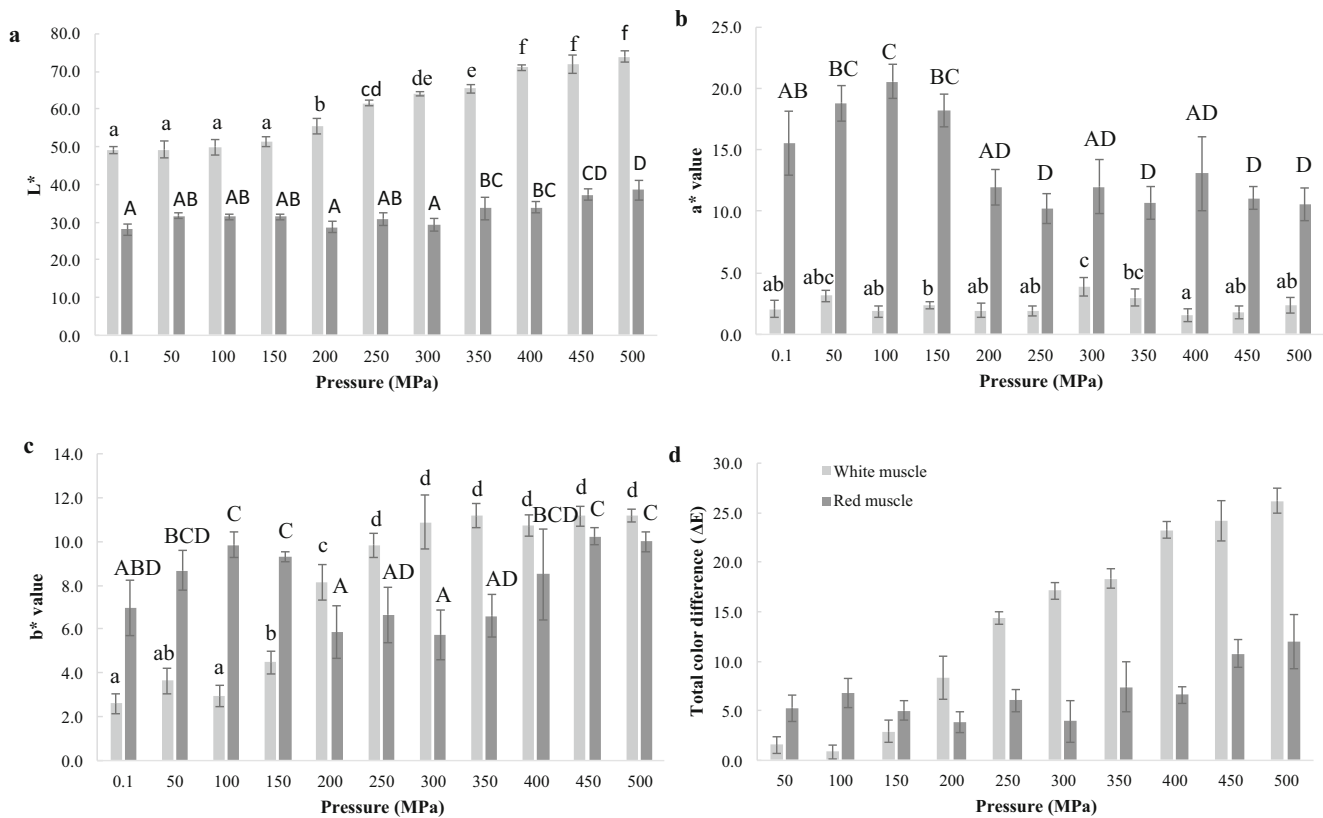 a
80.0
70.0
60.0
50.0
40.0
30.0
20.0
10.0
0.0
L*
a a a a b cd de e f f f
A AB AB AB A AB A BC BC CD D
0.1 50 100 150 200 250 300 350 400 450 500
Pressure (MPa)
b
25.0
20.0
15.0
10.0
5.0
0.0
a* value
AB BC C BC AD D AD D AD D D
ab abc ab b ab ab c bc a ab ab
0.1 50 100 150 200 250 300 350 400 450 500
Pressure (MPa)
c
14.0
12.0
10.0
8.0
6.0
4.0
2.0
0.0
b* value
a ab a b c d d d d d d
ABD BCD C C A AD A AD BCD C C
0.1 50 100 150 200 250 300 350 400 450 500
Pressure (MPa)
d
30.0
25.0
20.0
15.0
10.0
5.0
0.0
Total color difference (ΔE)
White muscle
Red muscle
50 100 150 200 250 300 350 400 450 500
Pressure (MPa)